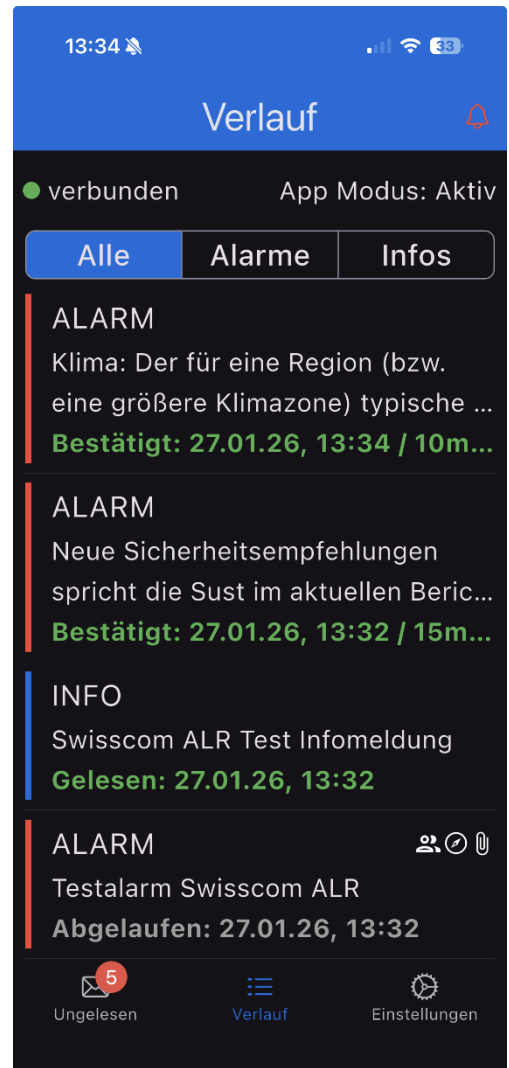 13:34
33
Verlauf
verbunden
App Modus: Aktiv
Alle
Alarme
Infos
ALARM
Klima: Der für eine Region (bzw.
eine größere Klimazone) typische ...
Bestätigt: 27.01.26, 13:34 / 10m...
ALARM
Neue Sicherheitsempfehlungen
spricht die Sust im aktuellen Beric...
Bestätigt: 27.01.26, 13:32 / 15m...
INFO
Swisscom ALR Test Infomeldung
Gelesen: 27.01.26, 13:32
ALARM
Testalarm Swisscom ALR
Abgelaufen: 27.01.26, 13:32
5
Ungelesen
Verlauf
Einstellungen